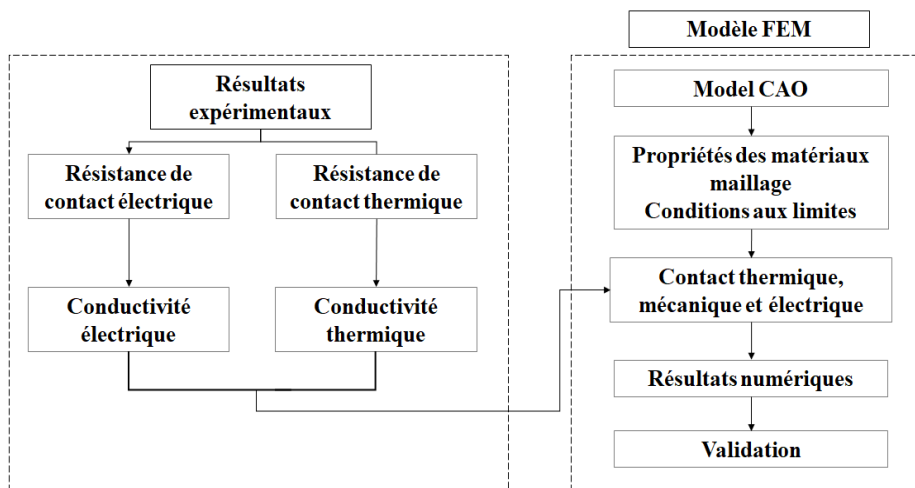 Modèle FEM
Résultats
expérimentaux
Résistance de
contact électrique
Résistance de
contact thermique
Conductivité
électrique
Conductivité
thermique
Model CAO
Propriétés des matériaux
maillage
Conditions aux limites
Contact thermique,
mécanique et électrique
Résultats numériques
Validation